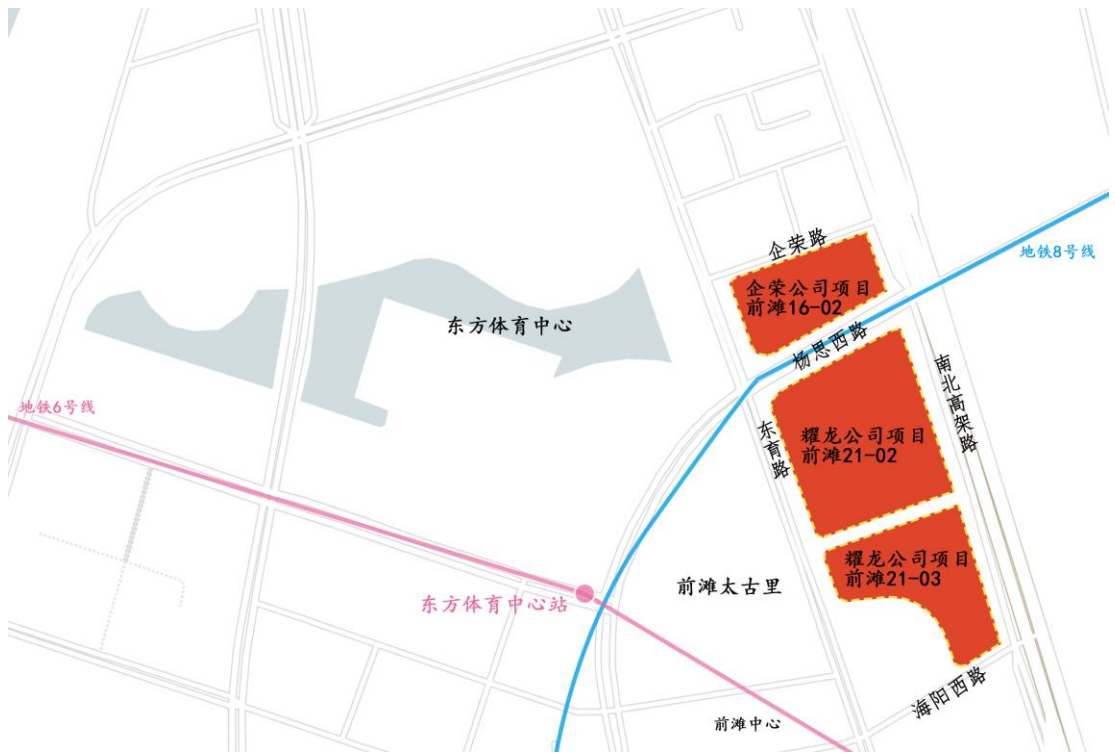 企荣路
地铁8号线
企荣公司项目
前滩16-02
东方体育中心
杨思西路
南北高架路
地铁6号线
东育路
耀龙公司项目
前滩21-02
耀龙公司项目
前滩21-03
前滩太古里
东方体育中心站
海阳西路
前滩中心